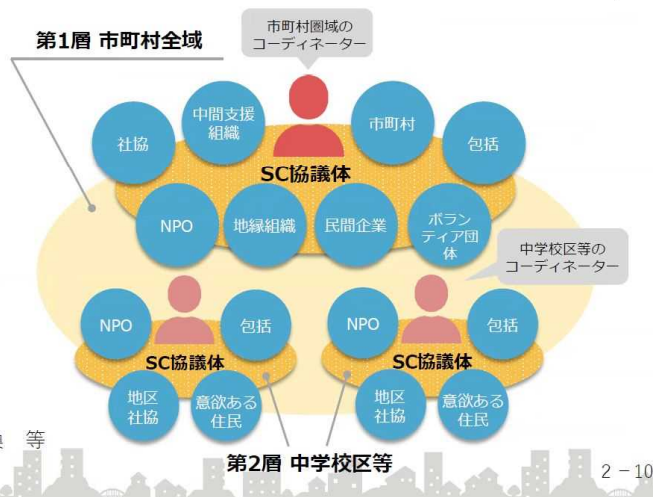 市町村圏域の
コーディネーター
第1層 市町村全域
中間支援
組織
市町村
社協
包括
SC協議体
NPO
地縁組織
民間企業
ボラン
ティア団
体
中学校区等の
コーディネーター
NPO
包括
SC協議体
地区
社協
意欲ある
住民
NPO
包括
SC協議体
地区
社協
意欲ある
住民
等
第2層 中学校区等
2－10